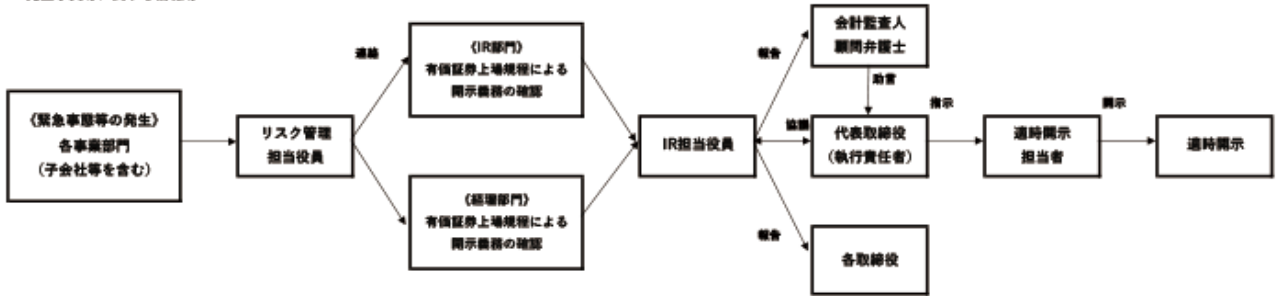 《緊急事態等の発生》
各事業部門
（子会社等を含む）
リスク管理
担当役員
連絡
《IR部門》
有価証券上場規程による
開示義務の確認
《経理部門》
有価証券上場規程による
開示義務の確認
IR担当役員
報告
会計監査人
顧問弁護士
助言
協議
代表取締役
（執行責任者）
指示
適時開示
担当者
開示
適時開示
報告
各取締役